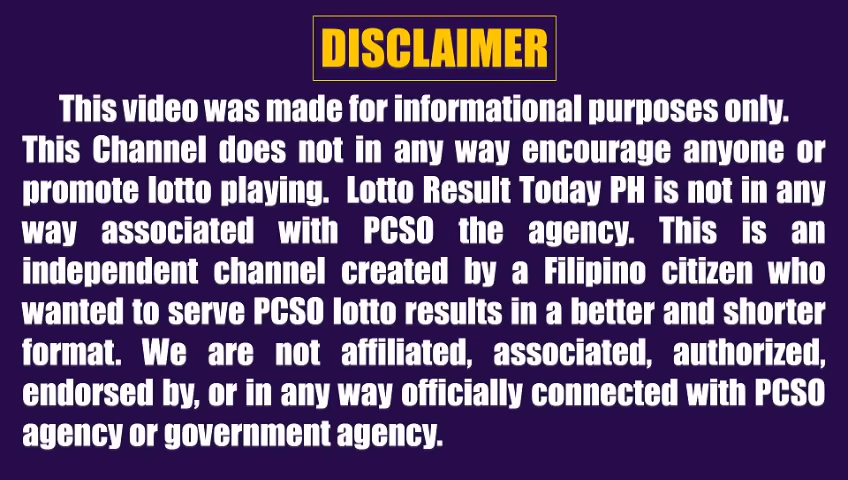 DISCLAIMER
This video was made for informational purposes only.
This Channel does not in any way encourage anyone or
promote lotto playing. Lotto Result Today PH is not in any
way associated with PCSO the agency. This is an
independent channel created by a Filipino citizen who
wanted to serve PCSO lotto results in a better and shorter
format. We are not affiliated, associated, authorized,
endorsed by, or in any way officially connected with PCSO
agency or government agency.